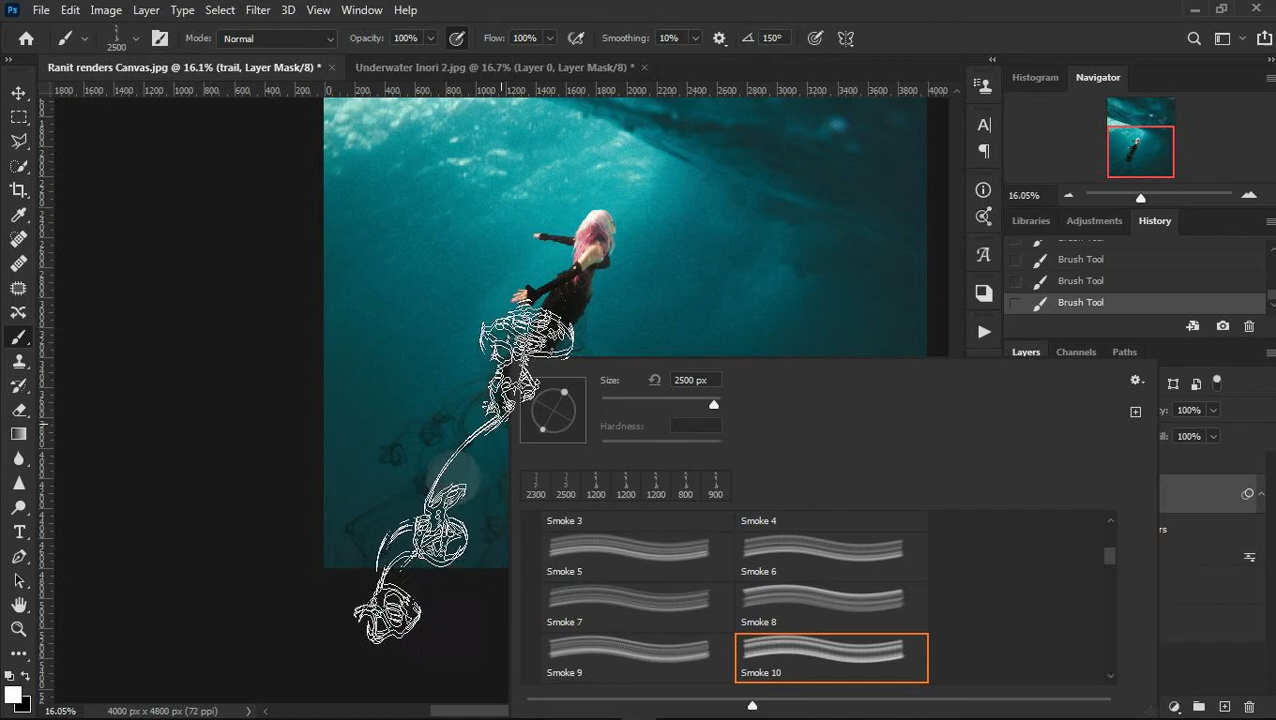 Ps File Edit Image Layer Type Select Filter 3D View Window Help
2500 Mode: Normal Opacity: 100% Flow: 100% Smoothing: 10% 150°
Ranit renders Canvas.jpg @ 16.1% (trail, Layer Mask/8) *
Underwater Inori 2.jpg @ 16.7% (Layer 0, Layer Mask/8) *
Histogram Navigator
1800 1600 1400 1200 1000 800 600 400 200 0 200 400 600 800 1000 1200 1400 1600 1800 2000 2200 2400 2600 2800 3000 3200 3400 3600 3800 4000
16.05%
Libraries Adjustments History
Brush Tool
Brush Tool
Brush Tool
Layers Channels Paths
Size: 2500 px
Hardness:
100%
100%
2300 2500 1200 1200 1200 800 900
Smoke 3 Smoke 4
Smoke 5 Smoke 6
Smoke 7 Smoke 8
Smoke 9 Smoke 10
16.05% 4000 px x 4800 px (72 ppi)